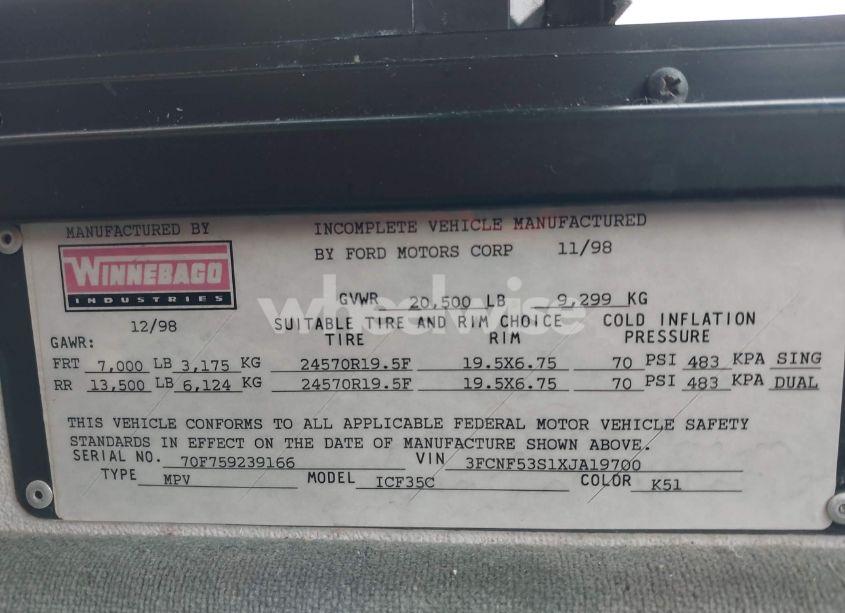 MANUFACTURED BY
INCOMPLETE VEHICLE MANUFACTURED
BY FORD MOTORS CORP 11/98
WINNEBAGO
INDUSTRIES
wheelwise
GVWR 20,500 LB 9,299 KG
12/98
SUITABLE TIRE AND RIM CHOICE COLD INFLATION
GAWR: TIRE RIM PRESSURE
FRT 7,000 LB 3,175 KG 24570R19.5F 19.5X6.75 70 PSI 483 KPA SING
RR 13,500 LB 6,124 KG 24570R19.5F 19.5X6.75 70 PSI 483 KPA DUAL
THIS VEHICLE CONFORMS TO ALL APPLICABLE FEDERAL MOTOR VEHICLE SAFETY
STANDARDS IN EFFECT ON THE DATE OF MANUFACTURE SHOWN ABOVE.
SERIAL NO. 70F759239166 VIN 3FCNF53S1XJA19700
TYPE MPV MODEL ICF35C COLOR K51